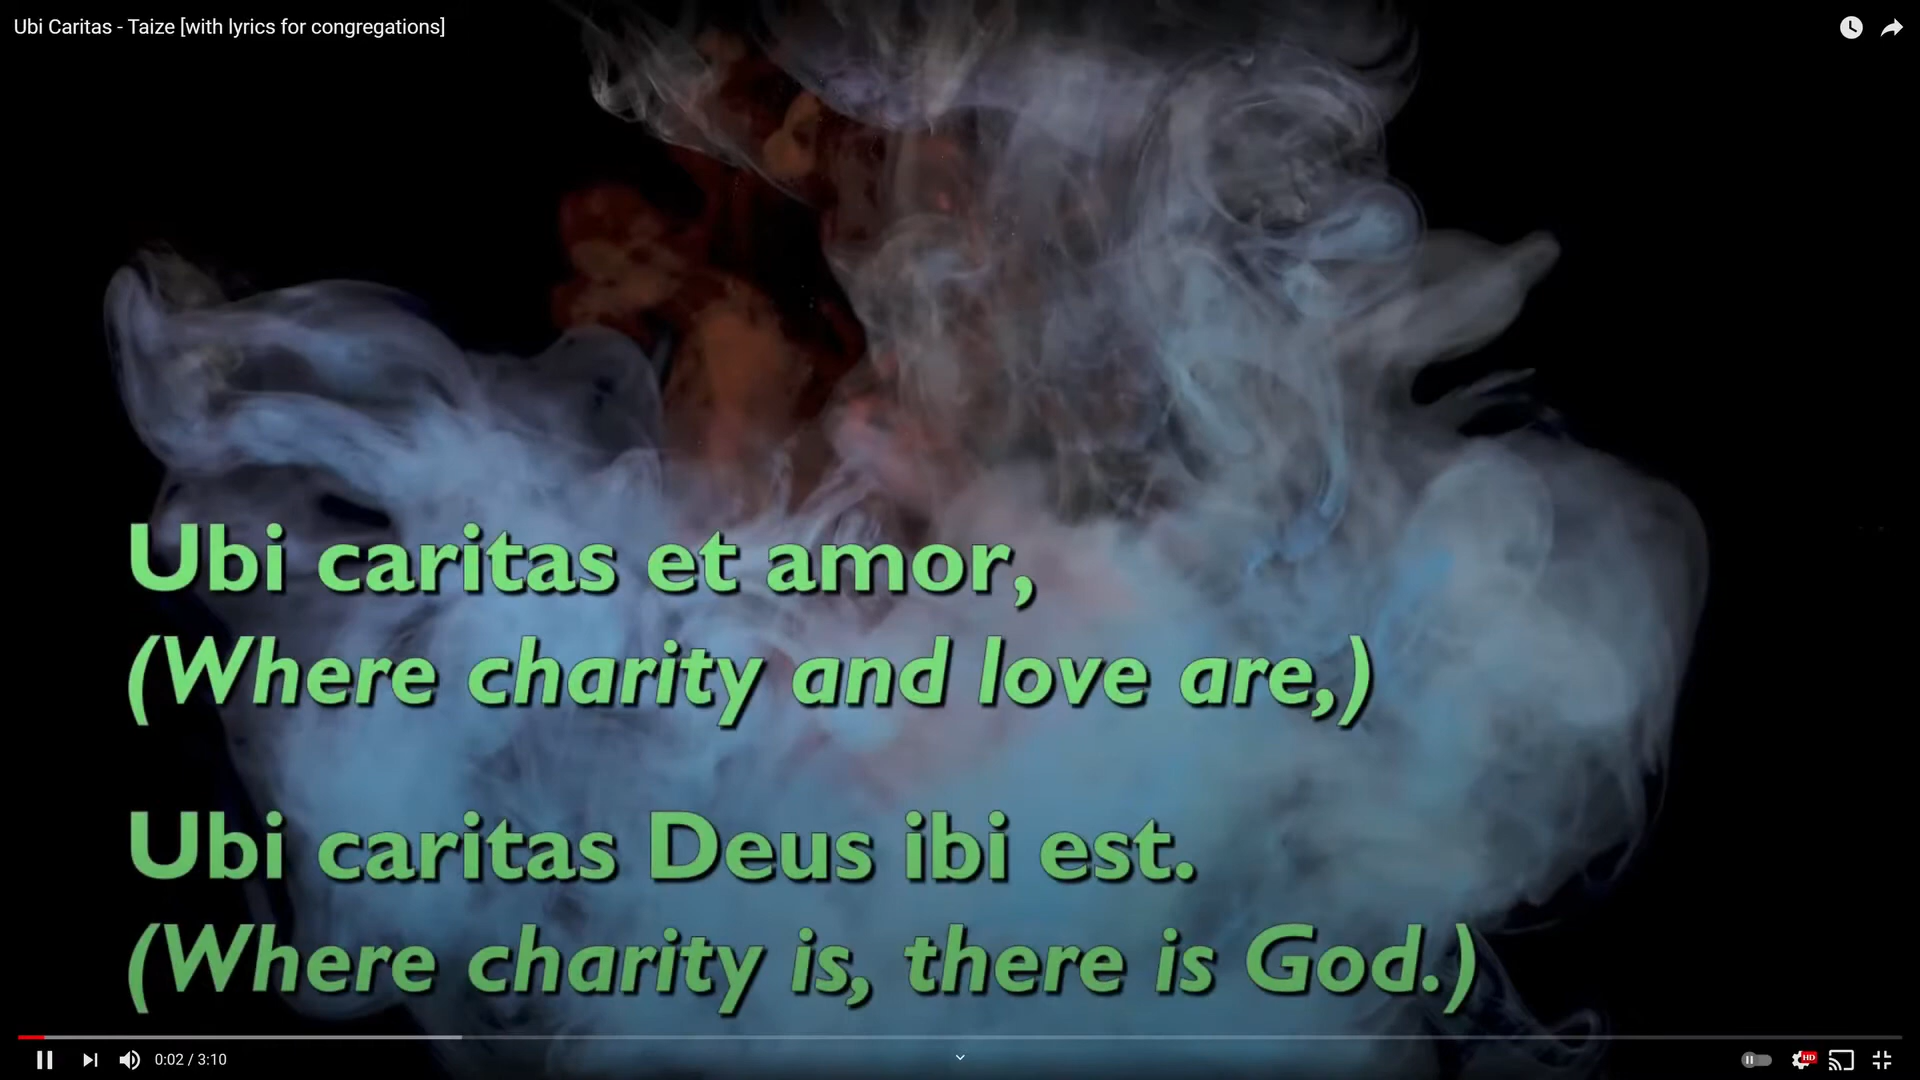 Ubi Caritas - Taize [with lyrics for congregations]
Ubi caritas et amor,
(Where charity and love are,)
Ubi caritas Deus ibi est.
(Where charity is, there is God.)
0:02 / 3:10
HD